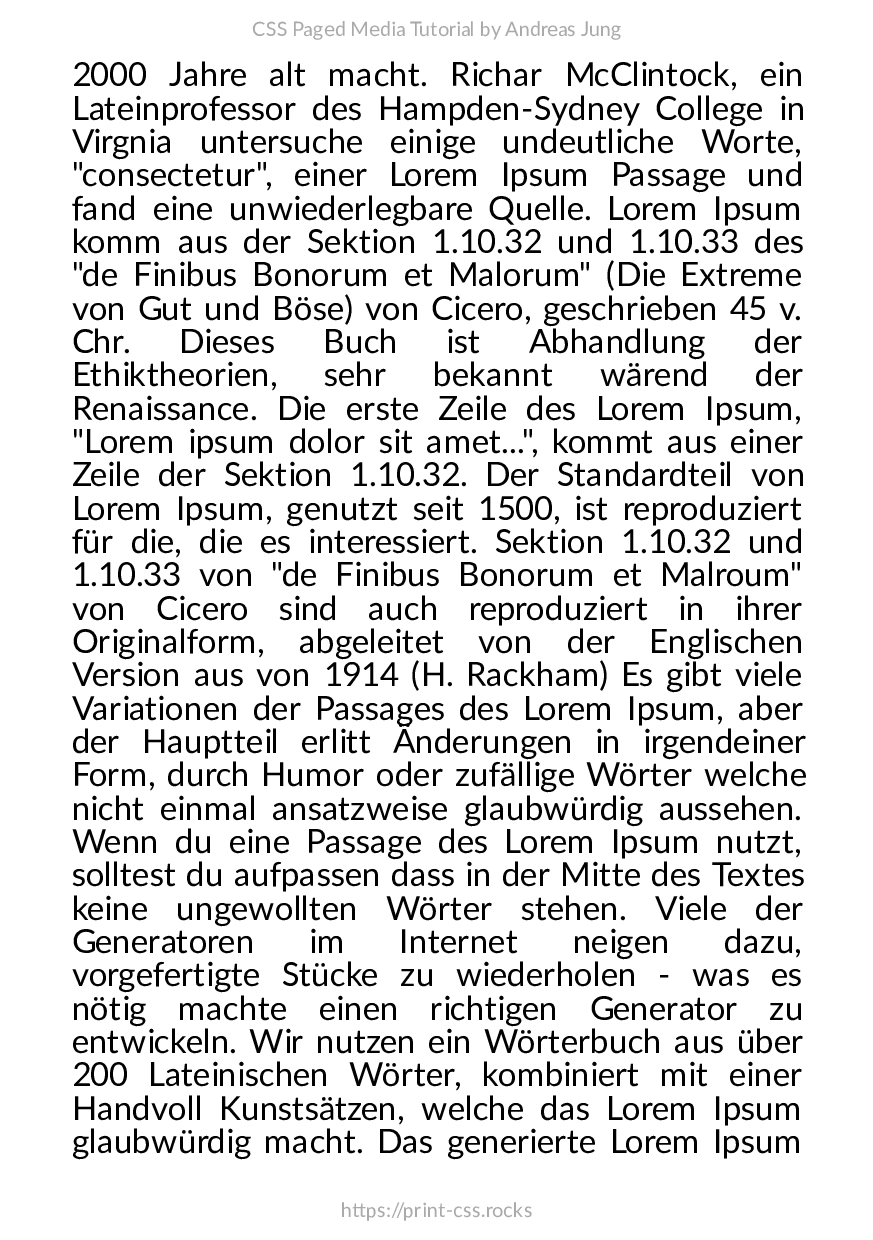 CSS Paged Media Tutorial by Andreas Jung
2000 Jahre alt macht. Richar McClintock, ein
Lateinprofessor des Hampden-Sydney College in
Virgnia untersuche einige undeutliche Worte,
"consectetur", einer Lorem Ipsum Passage und
fand eine unwiederlegbare Quelle. Lorem Ipsum
komm aus der Sektion 1.10.32 und 1.10.33 des
"de Finibus Bonorum et Malorum" (Die Extreme
von Gut und Böse) von Cicero, geschrieben 45 v.
Chr. Dieses Buch ist Abhandlung der
Ethiktheorien, sehr bekannt wärend der
Renaissance. Die erste Zeile des Lorem Ipsum,
"Lorem ipsum dolor sit amet...", kommt aus einer
Zeile der Sektion 1.10.32. Der Standardteil von
Lorem Ipsum, genutzt seit 1500, ist reproduziert
für die, die es interessiert. Sektion 1.10.32 und
1.10.33 von "de Finibus Bonorum et Malroum"
von Cicero sind auch reproduziert in ihrer
Originalform, abgeleitet von der Englischen
Version aus von 1914 (H. Rackham) Es gibt viele
Variationen der Passages des Lorem Ipsum, aber
der Hauptteil erlitt Änderungen in irgendeiner
Form, durch Humor oder zufällige Wörter welche
nicht einmal ansatzweise glaubwürdig aussehen.
Wenn du eine Passage des Lorem Ipsum nutzt,
solltest du aufpassen dass in der Mitte des Textes
keine ungewollten Wörter stehen. Viele der
Generatoren im Internet neigen dazu,
vorgefertigte Stücke zu wiederholen - was es
nötig machte einen richtigen Generator zu
entwickeln. Wir nutzen ein Wörterbuch aus über
200 Lateinischen Wörter, kombiniert mit einer
Handvoll Kunstsätzen, welche das Lorem Ipsum
glaubwürdig macht. Das generierte Lorem Ipsum
https://print-css.rocks